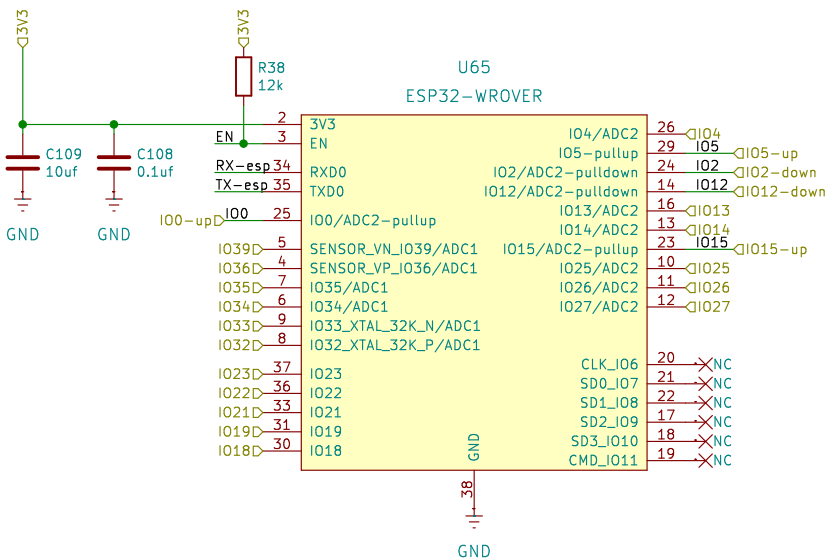 3V3
3V3
R38
12k
U65
ESP32-WROVER
C109
10uf
C108
0.1uf
GND
GND
EN
RX-esp
TX-esp
IO0-up
IO0
2
3V3
3
EN
34
RXD0
35
TXD0
25
IO0/ADC2-pullup
IO39
5
SENSOR_VN_IO39/ADC1
IO36
4
SENSOR_VP_IO36/ADC1
IO35
7
IO35/ADC1
IO34
6
IO34/ADC1
IO33
9
IO33_XTAL_32K_N/ADC1
IO32
8
IO32_XTAL_32K_P/ADC1
IO23
37
IO23
IO22
36
IO22
IO21
33
IO21
IO19
31
IO19
IO18
30
IO18
IO4/ADC2
26
IO4
IO5-pullup
29
IO5
IO5-up
IO2/ADC2-pulldown
24
IO2
IO2-down
IO12/ADC2-pulldown
14
IO12
IO12-down
IO13/ADC2
16
IO13
IO14/ADC2
13
IO14
IO15/ADC2-pullup
23
IO15
IO15-up
IO25/ADC2
10
IO25
IO26/ADC2
11
IO26
IO27/ADC2
12
IO27
CLK_IO6
20
NC
SD0_IO7
21
NC
SD1_IO8
22
NC
SD2_IO9
17
NC
SD3_IO10
18
NC
CMD_IO11
19
NC
GND
38
GND